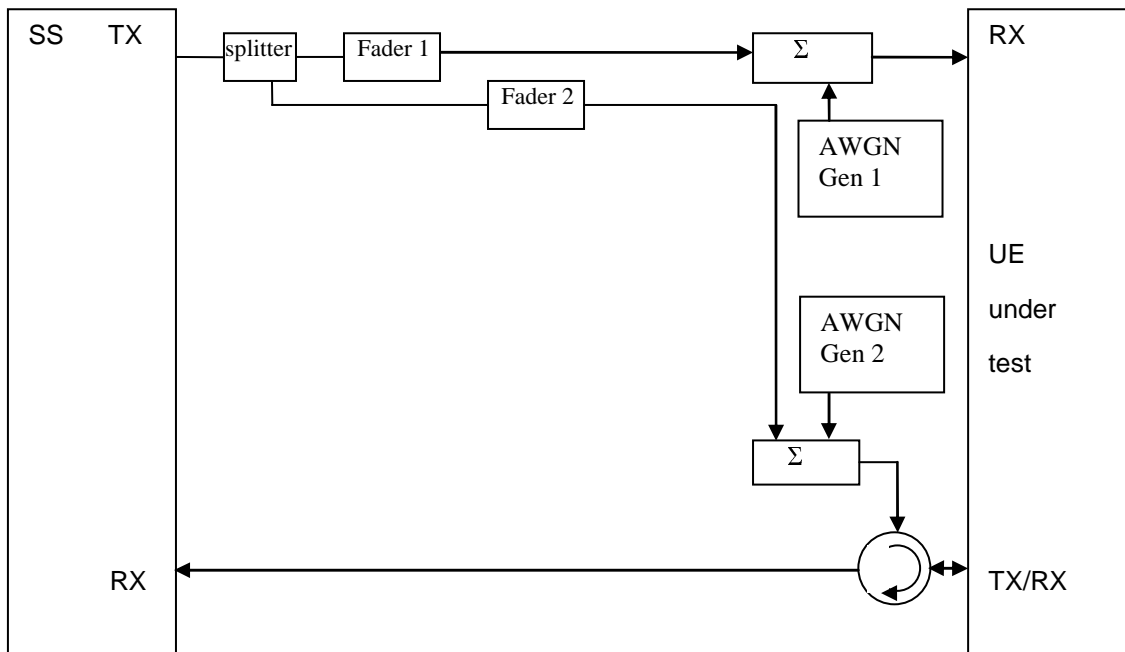 SS TX
splitter
Fader 1
Σ
RX
Fader 2
AWGN
Gen 1
UE
under
test
AWGN
Gen 2
Σ
RX
TX/RX